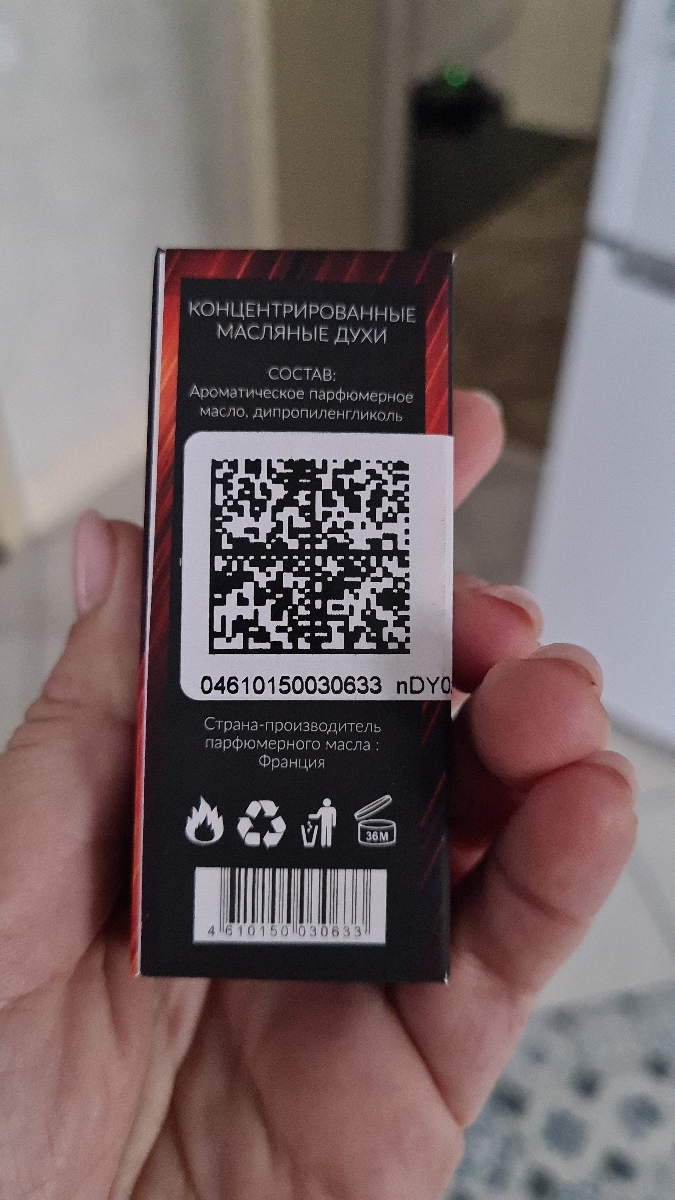 КОНЦЕНТРИРОВАННЫЕ
МАСЛЯНЫЕ ДУХИ
СОСТАВ:
Ароматическое парфюмерное
масло, дипропиленгликоль
04610150030633 nDY0
Страна-производитель
парфюмерного масла :
Франция
36M
4 610150 030633